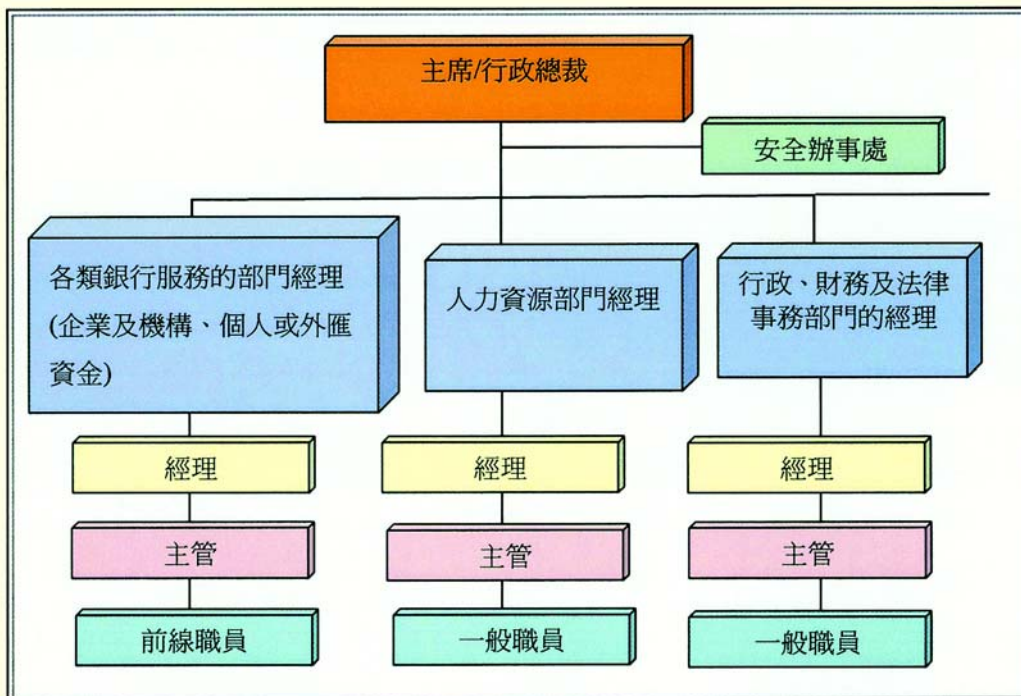 主席/行政總裁
安全辦事處
各類銀行服務的部門經理
(企業及機構、個人或外匯
資金)
人力資源部門經理
行政、財務及法律
事務部門的經理
經理
經理
經理
主管
主管
主管
前線職員
一般職員
一般職員